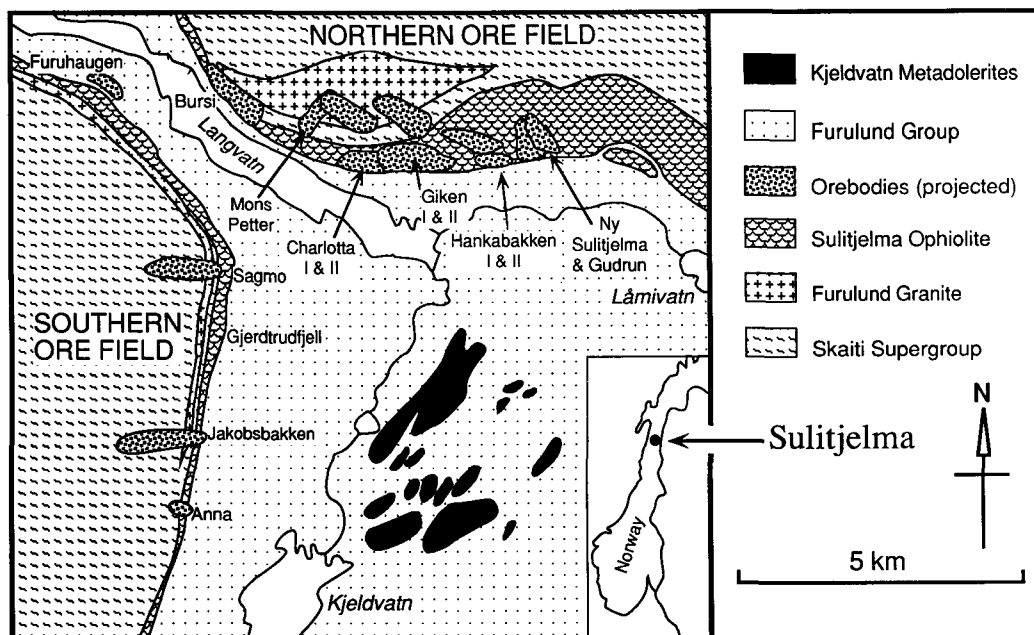 NORTHERN ORE FIELD
Furuhaugen
Bursi
Langvatn
Mons
Petter
Charlotta
I & II
Giken
I & II
Hankabakken
I & II
Ny
Sulitjelma
& Gudrun
Låmivatn
Sagmo
SOUTHERN
ORE FIELD
Gjerdtrudfjell
Jakobsbakken
Anna
Kjeldvatn
Norway
Sulitjelma
Kjeldvatn Metadolerites
Furulund Group
Orebodies (projected)
Sulitjelma Ophiolite
Furulund Granite
Skaiti Supergroup
N
5 km